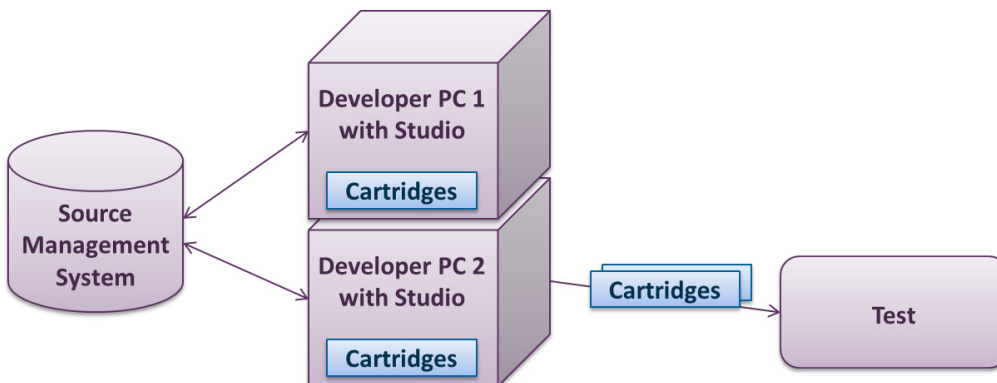 Source
Management
System
Developer PC 1
with Studio
Cartridges
Developer PC 2
with Studio
Cartridges
Cartridges
Test